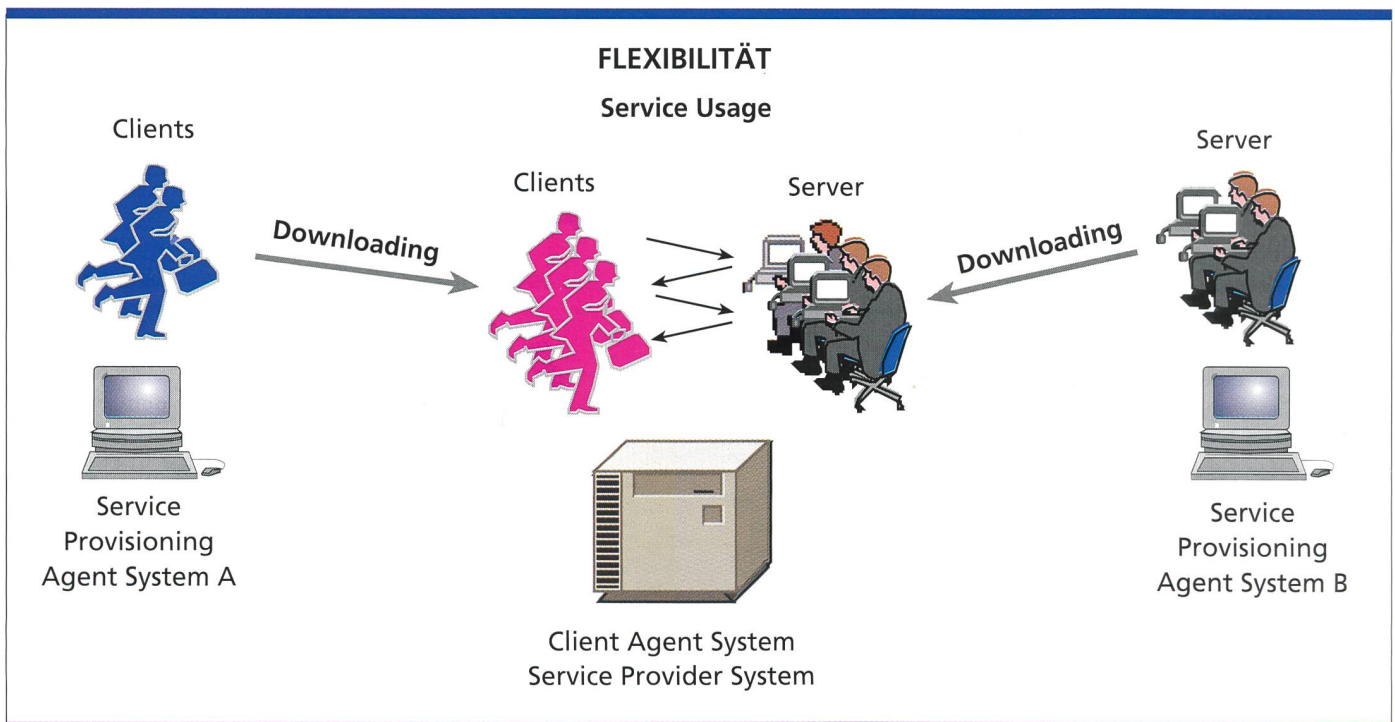 FLEXIBILITÄT
Service Usage
Clients
Downloading
Clients
Server
Downloading
Server
Service
Provisioning
Agent System A
Client Agent System
Service Provider System
Service
Provisioning
Agent System B